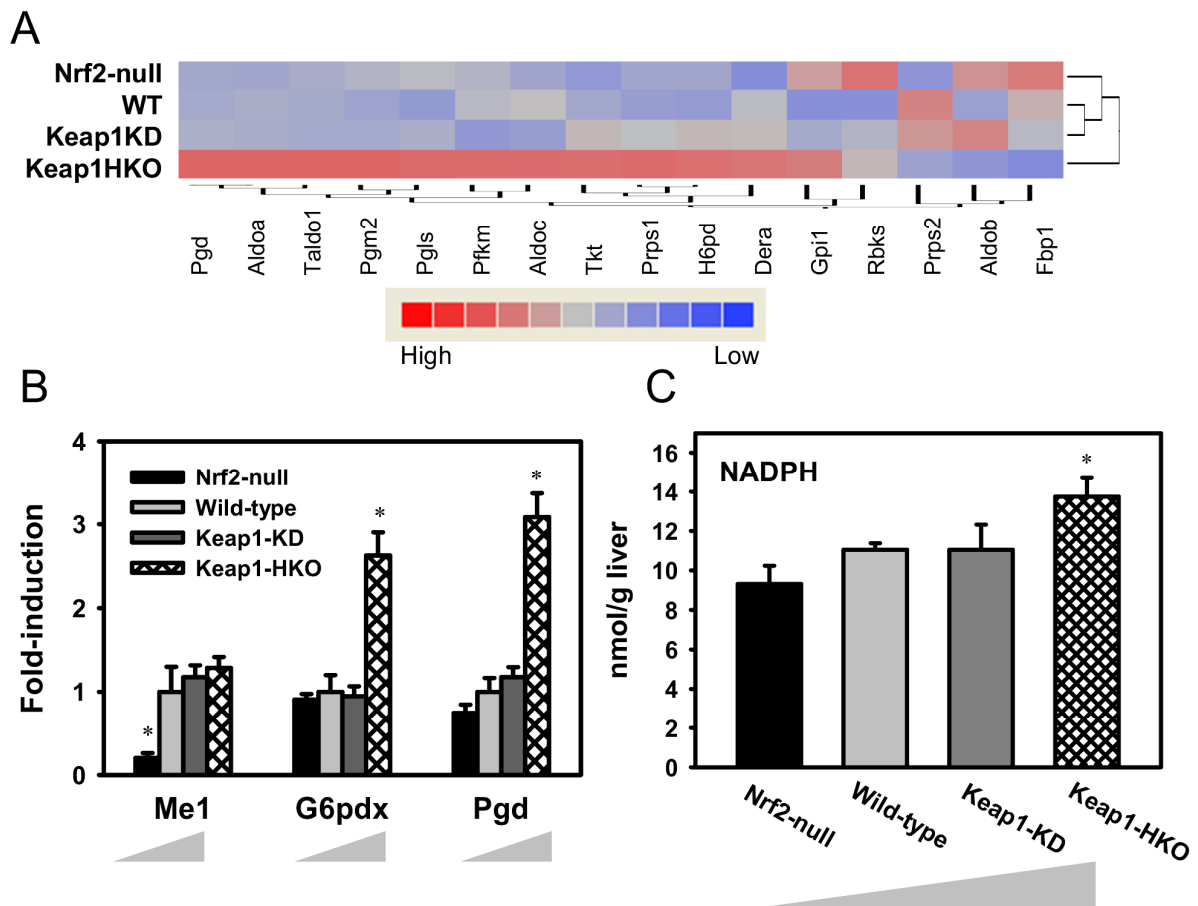 A
Nrf2-null
WT
Keap1KD
Keap1HKO
Pgd Aldoa Taldo1 Pgm2 Pgls Pfkm Aldoc Tkt Prps1 H6pd Dera Gpi1 Rbks Prps2 Aldob Fbp1
High Low
B
Fold-induction
4
3
2
1
0
Nrf2-null
Wild-type
Keap1-KD
Keap1-HKO
*
*
*
Me1 G6pdx Pgd
C
nmol/g liver
16
14
12
10
8
6
4
2
0
NADPH
*
Nrf2-null Wild-type Keap1-KD Keap1-HKO